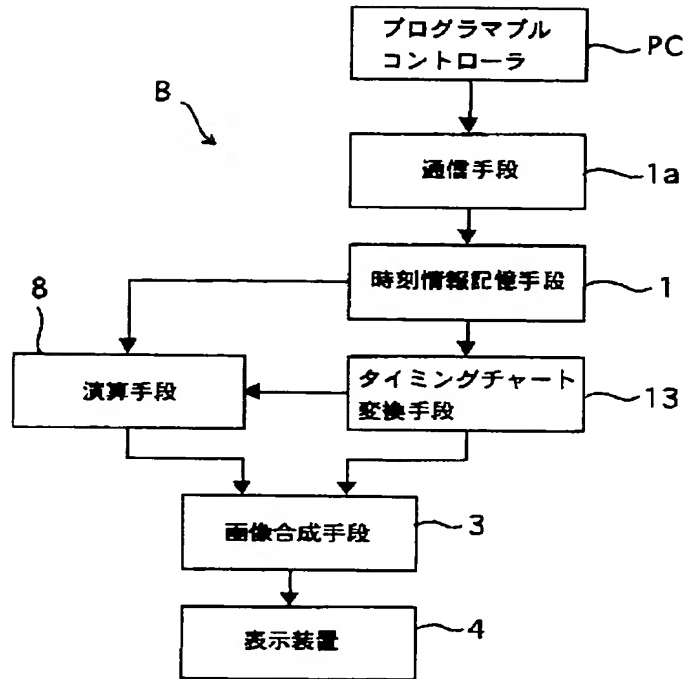 プログラマブル
コントローラ
PC
B
通信手段
1a
時刻情報記憶手段
1
8
演算手段
タイミングチャート
変換手段
13
画像合成手段
3
表示装置
4